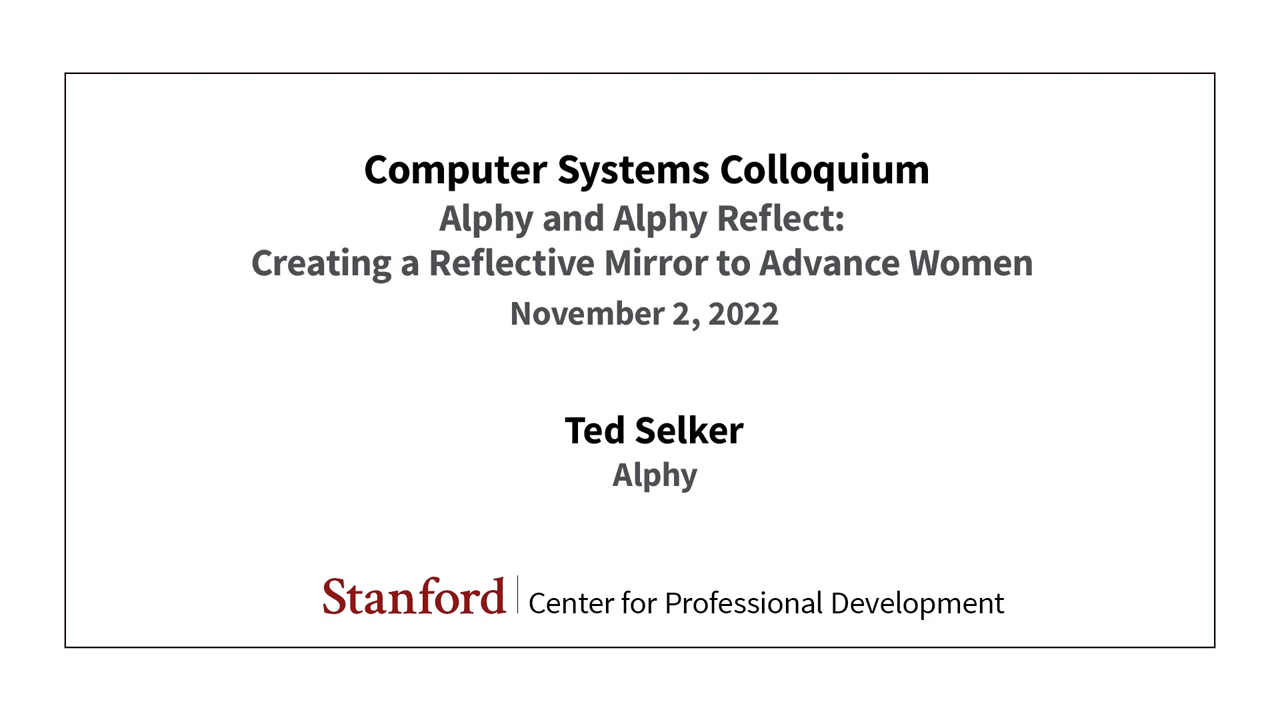 Computer Systems Colloquium
Alphy and Alphy Reflect:
Creating a Reflective Mirror to Advance Women
November 2, 2022
Ted Selker
Alphy
Stanford | Center for Professional Development